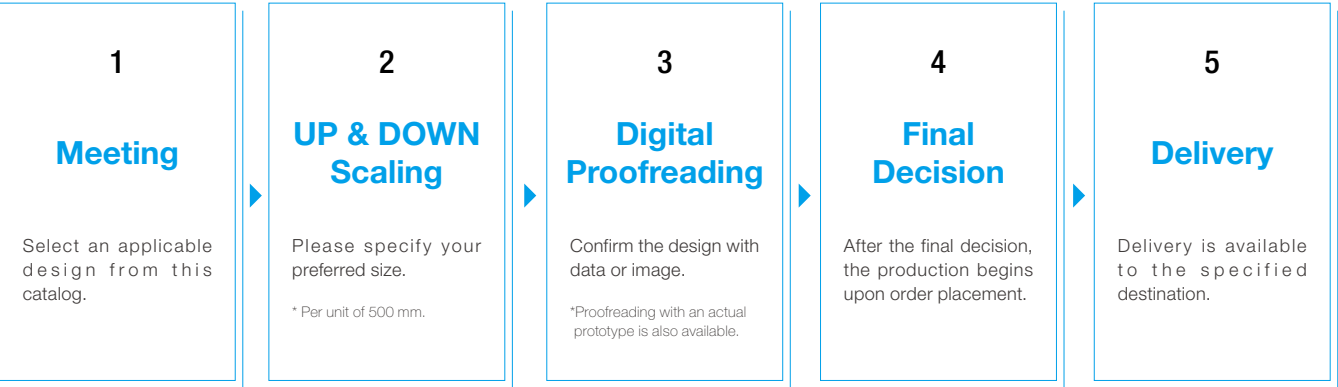 1
Meeting
Select an applicable
design from this
catalog.
2
UP & DOWN
Scaling
Please specify your
preferred size.
* Per unit of 500 mm.
3
Digital
Proofreading
Confirm the design with
data or image.
*Proofreading with an actual
prototype is also available.
4
Final
Decision
After the final decision,
the production begins
upon order placement.
5
Delivery
Delivery is available
to the specified
destination.